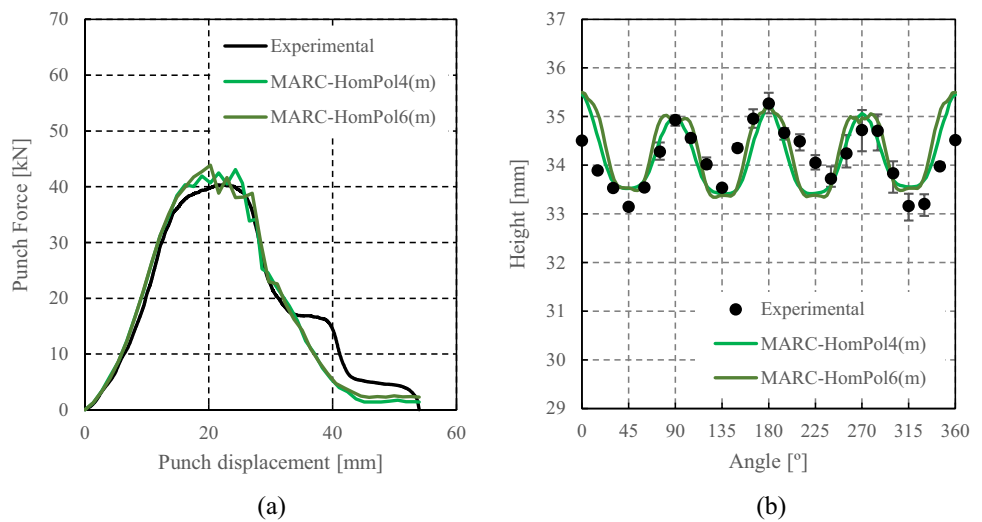 70
60
50
40
30
20
10
0
Punch Force [kN]
Experimental
MARC-HomPol4(m)
MARC-HomPol6(m)
0 20 40 60
Punch displacement [mm]
(a)
37
36
35
34
33
32
31
30
29
Height [mm]
Experimental
MARC-HomPol4(m)
MARC-HomPol6(m)
0 45 90 135 180 225 270 315 360
Angle [º]
(b)